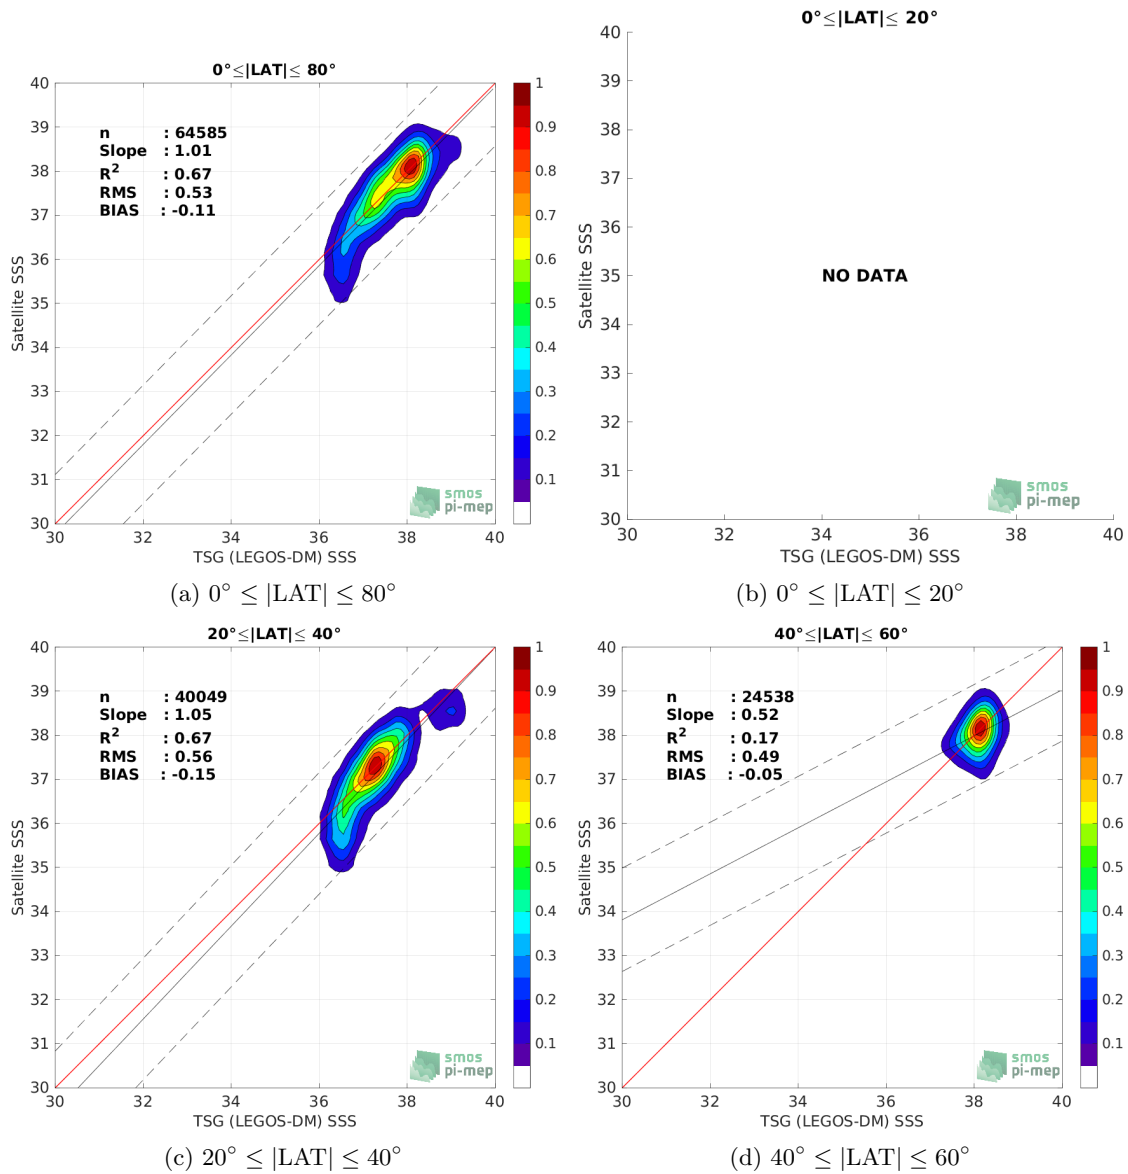 0°≤|LAT|≤ 80°
n : 64585
Slope : 1.01
R² : 0.67
RMS : 0.53
BIAS : -0.11
40
39
38
37
36
35
34
33
32
31
30
30 32 34 36 38 40
Satellite SSS
TSG (LEGOS-DM) SSS
1
0.9
0.8
0.7
0.6
0.5
0.4
0.3
0.2
0.1
smos
pi-mep
(a) 0° ≤ |LAT| ≤ 80°
0°≤|LAT|≤ 20°
40
39
38
37
36
35
34
33
32
31
30
30 32 34 36 38 40
Satellite SSS
NO DATA
TSG (LEGOS-DM) SSS
smos
pi-mep
(b) 0° ≤ |LAT| ≤ 20°
20°≤|LAT|≤ 40°
n : 40049
Slope : 1.05
R² : 0.67
RMS : 0.56
BIAS : -0.15
40
39
38
37
36
35
34
33
32
31
30
30 32 34 36 38 40
Satellite SSS
TSG (LEGOS-DM) SSS
1
0.9
0.8
0.7
0.6
0.5
0.4
0.3
0.2
0.1
smos
pi-mep
(c) 20° ≤ |LAT| ≤ 40°
40°≤|LAT|≤ 60°
n : 24538
Slope : 0.52
R² : 0.17
RMS : 0.49
BIAS : -0.05
40
39
38
37
36
35
34
33
32
31
30
30 32 34 36 38 40
Satellite SSS
TSG (LEGOS-DM) SSS
1
0.9
0.8
0.7
0.6
0.5
0.4
0.3
0.2
0.1
smos
pi-mep
(d) 40° ≤ |LAT| ≤ 60°